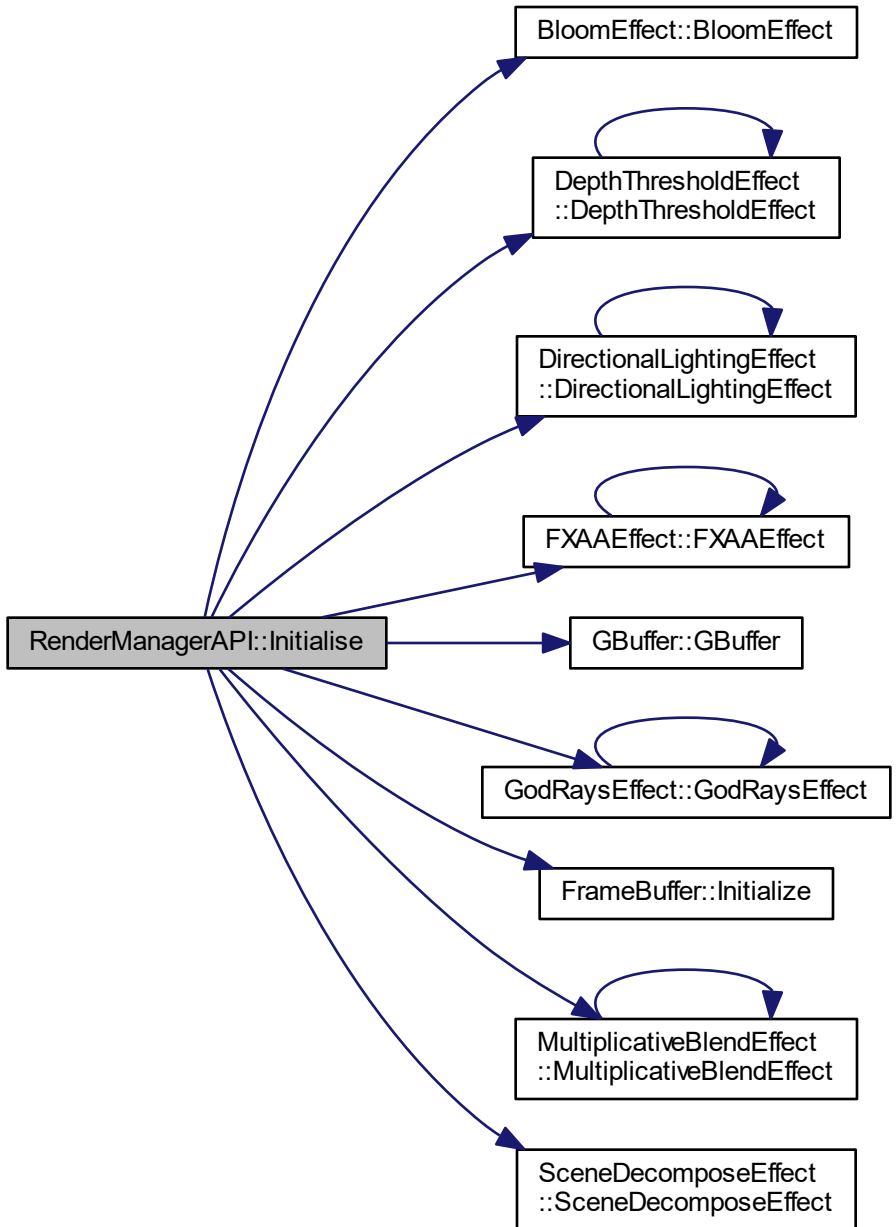 BloomEffect::BloomEffect
DepthThresholdEffect
::DepthThresholdEffect
DirectionalLightingEffect
::DirectionalLightingEffect
FXAAEffect::FXAAEffect
RenderManagerAPI::Initialise
GBuffer::GBuffer
GodRaysEffect::GodRaysEffect
FrameBuffer::Initialize
MultiplicativeBlendEffect
::MultiplicativeBlendEffect
SceneDecomposeEffect
::SceneDecomposeEffect